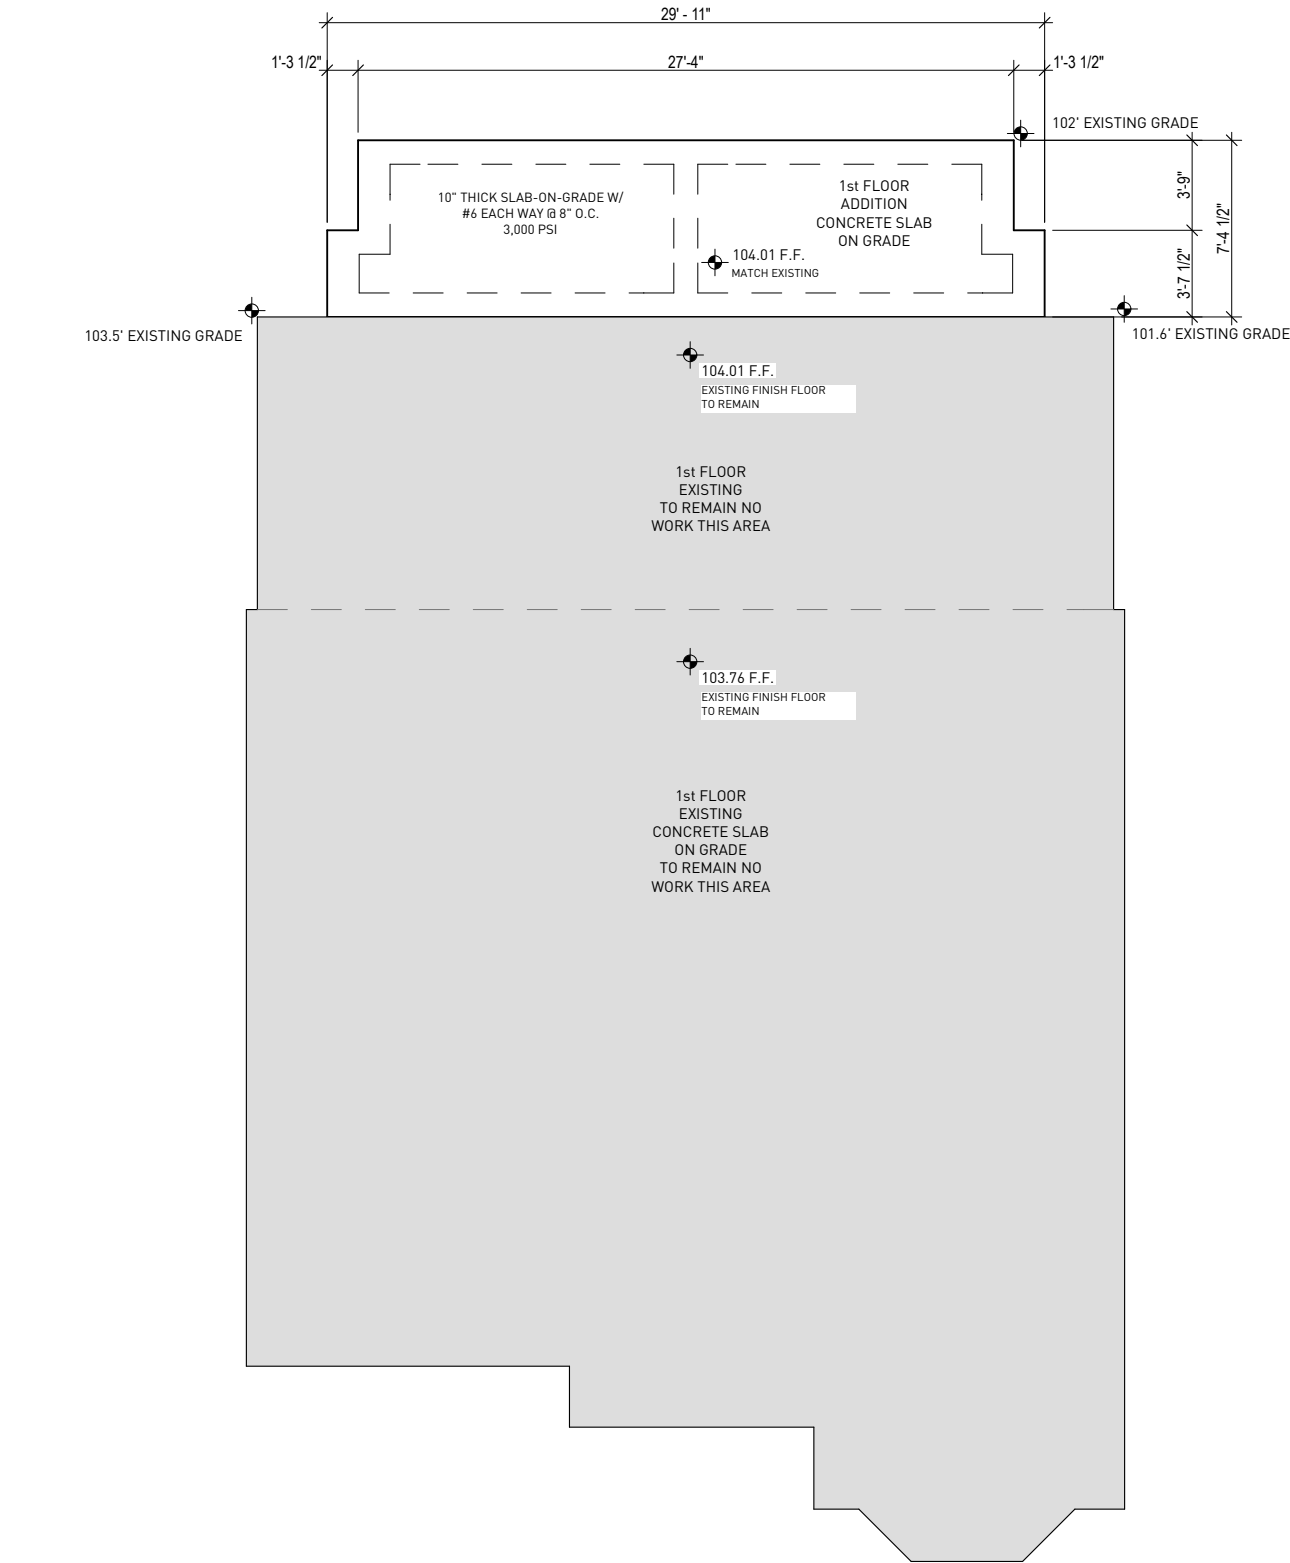 29' - 11"
1'-3 1/2"
27'-4"
1'-3 1/2"
102' EXISTING GRADE
10" THICK SLAB-ON-GRADE W/
#6 EACH WAY @ 8" O.C.
3,000 PSI
1st FLOOR
ADDITION
CONCRETE SLAB
ON GRADE
3'-9"
7'-4 1/2"
3'-7 1/2"
104.01 F.F.
MATCH EXISTING
103.5' EXISTING GRADE
101.6' EXISTING GRADE
104.01 F.F.
EXISTING FINISH FLOOR
TO REMAIN
1st FLOOR
EXISTING
TO REMAIN NO
WORK THIS AREA
103.76 F.F.
EXISTING FINISH FLOOR
TO REMAIN
1st FLOOR
EXISTING
CONCRETE SLAB
ON GRADE
TO REMAIN NO
WORK THIS AREA